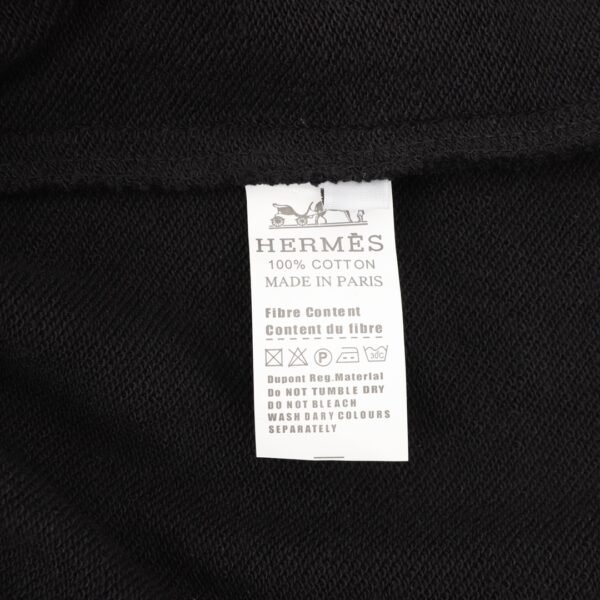 HERMÈS
100% COTTON
MADE IN PARIS
Fibre Content
Content du fibre
P 30C
Dupont Reg.Material
Do NOT TUMBLE DRY
DO NOT BLEACH
WASH DARY COLOURS
SEPARATELY